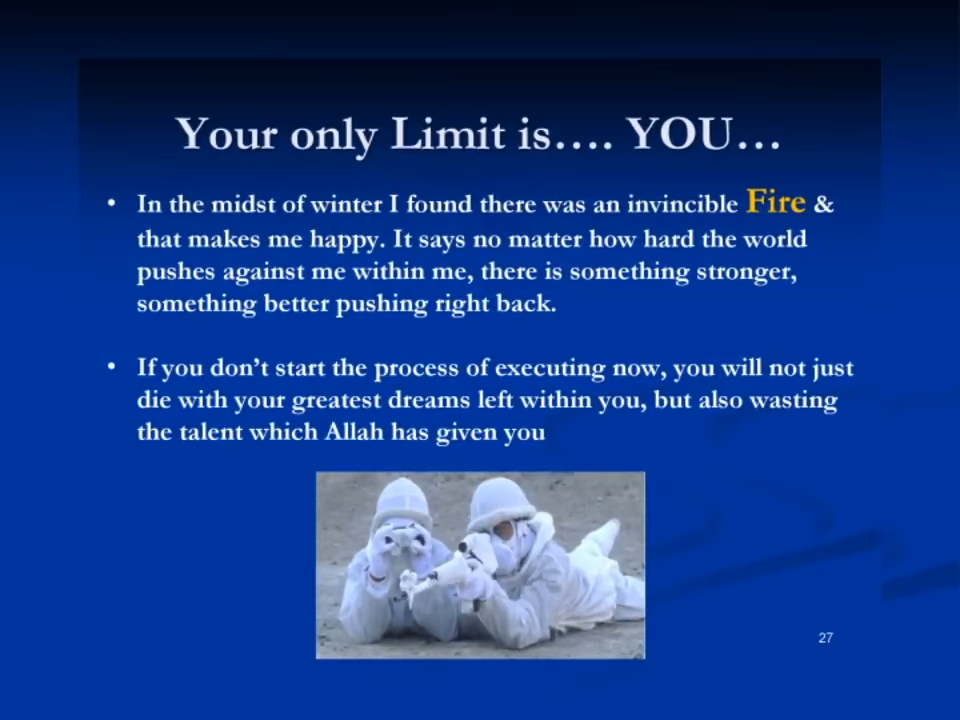 Your only Limit is…. YOU…
• In the midst of winter I found there was an invincible Fire &
that makes me happy. It says no matter how hard the world
pushes against me within me, there is something stronger,
something better pushing right back.
• If you don’t start the process of executing now, you will not just
die with your greatest dreams left within you, but also wasting
the talent which Allah has given you
27